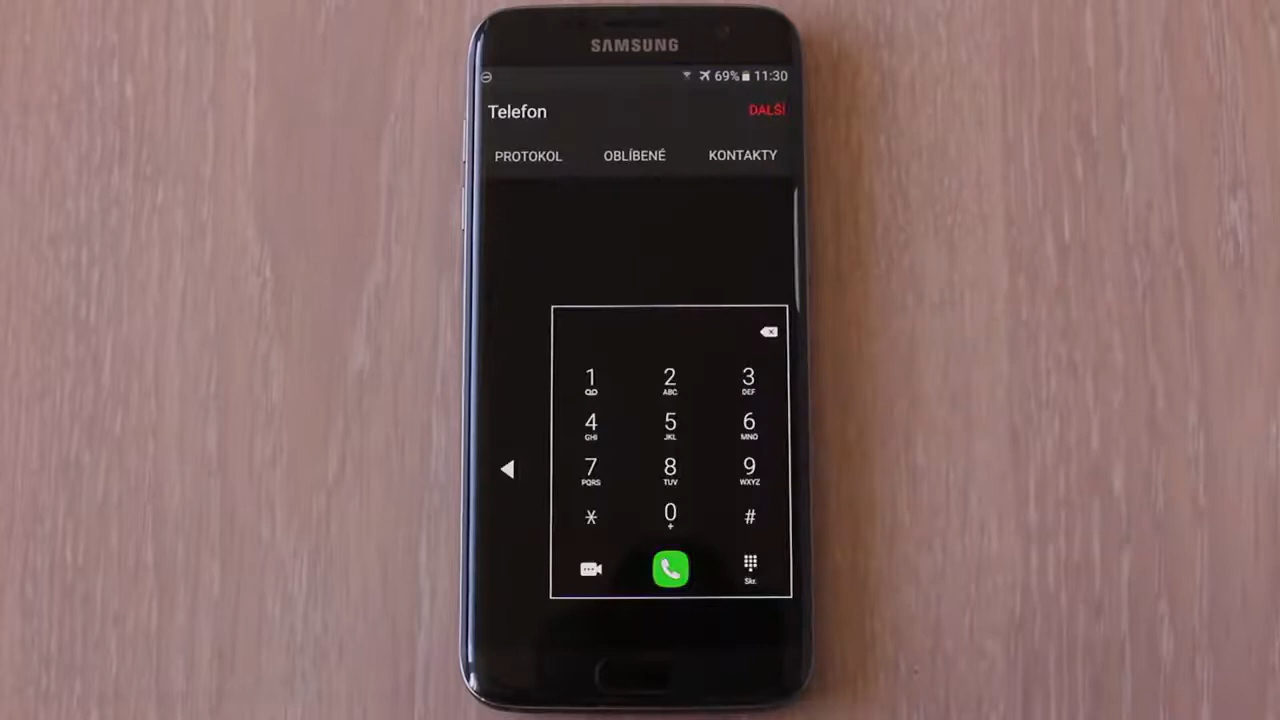 SAMSUNG
69% 11:30
Telefon DALŠÍ
PROTOKOL OBLÍBENÉ KONTAKTY
1 2 3
ABC DEF
4 5 6
GHI JKL MNO
7 8 9
PQRS TUV WXYZ
* 0 #
+
Skr.